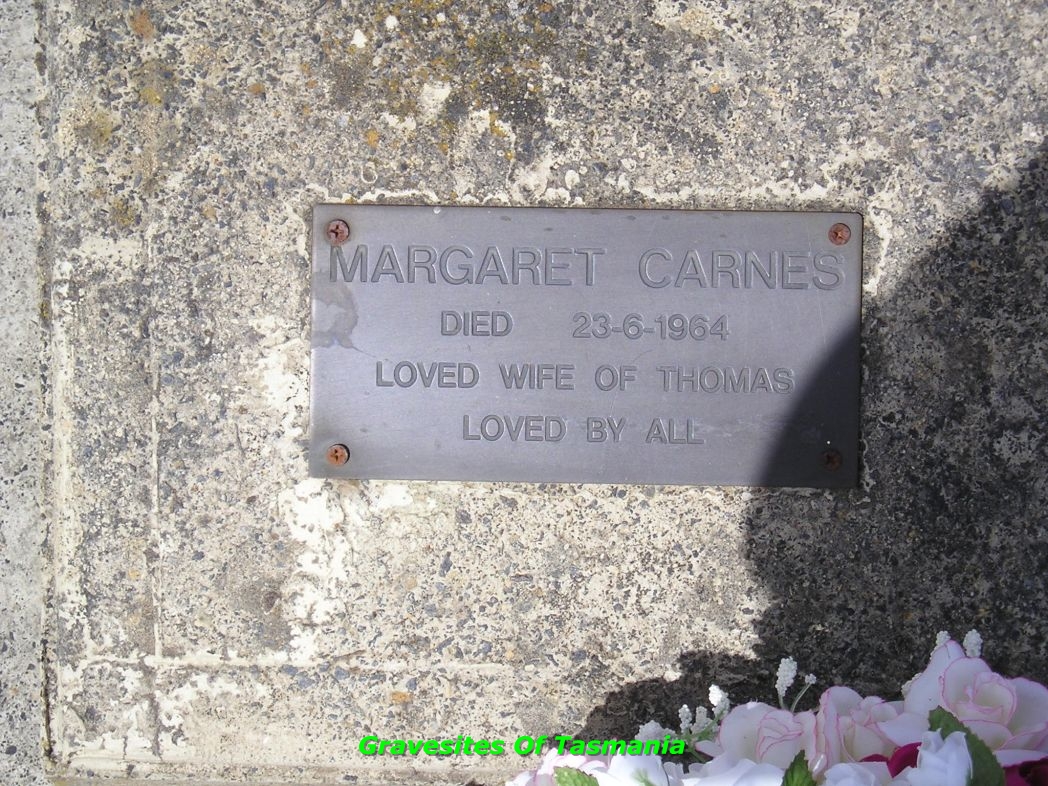 MARGARET CARNES
DIED 23-6-1964
LOVED WIFE OF THOMAS
LOVED BY ALL
Gravesites Of Tasmania